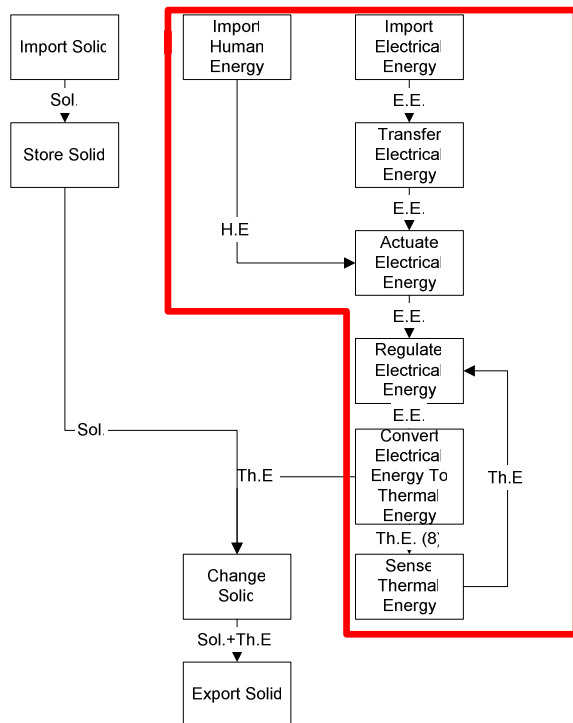 Import Solid
Import
Human
Energy
Import
Electrical
Energy
Sol.
E.E.
Store Solid
Transfer
Electrical
Energy
E.E.
H.E
Actuate
Electrical
Energy
E.E.
Regulate
Electrical
Energy
E.E.
Sol.
Convert
Electrical
Energy To
Thermal
Energy
Th.E
Th.E
Th.E. (8)
Change
Solid
Sense
Thermal
Energy
Sol.+Th.E
Export Solid